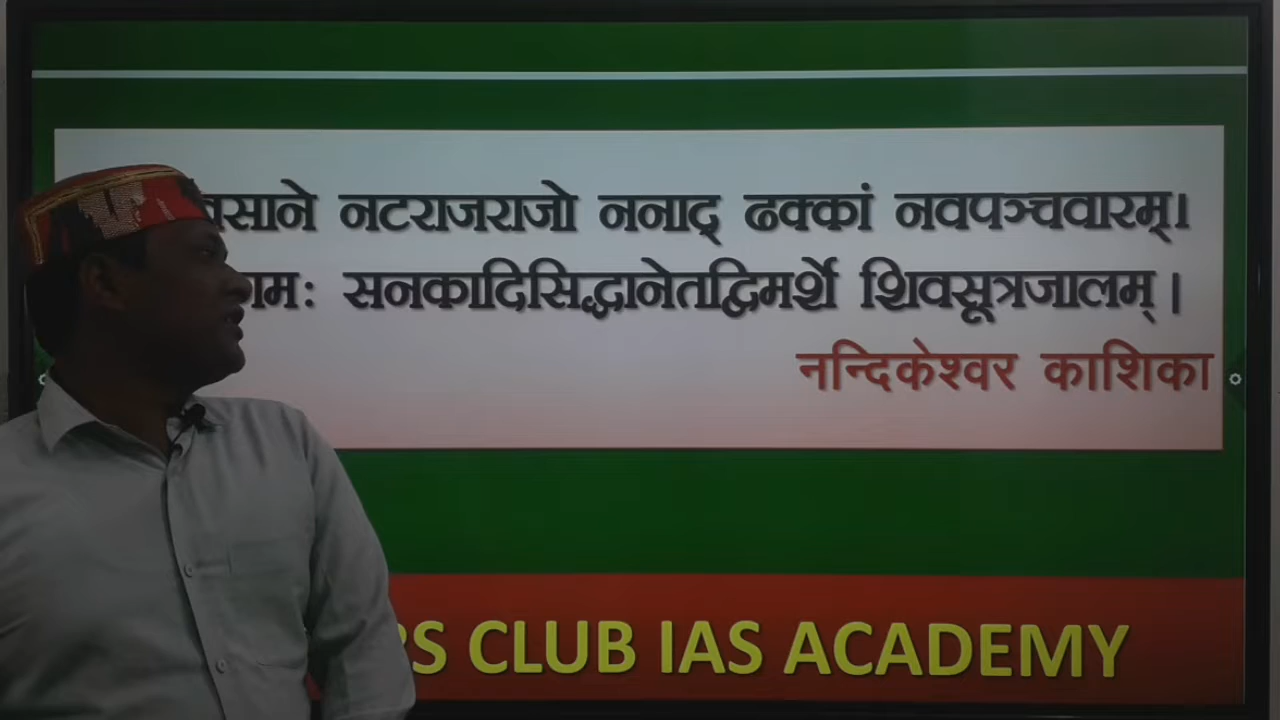 नटराजराजो ननाद् ढक्कां नवपञ्चवारम्।
सनकादिसिद्धानेतद्विमर्शे शिवसूत्रजालम्।
नन्दिकेश्वर काशिका
CLUB IAS ACADEMY